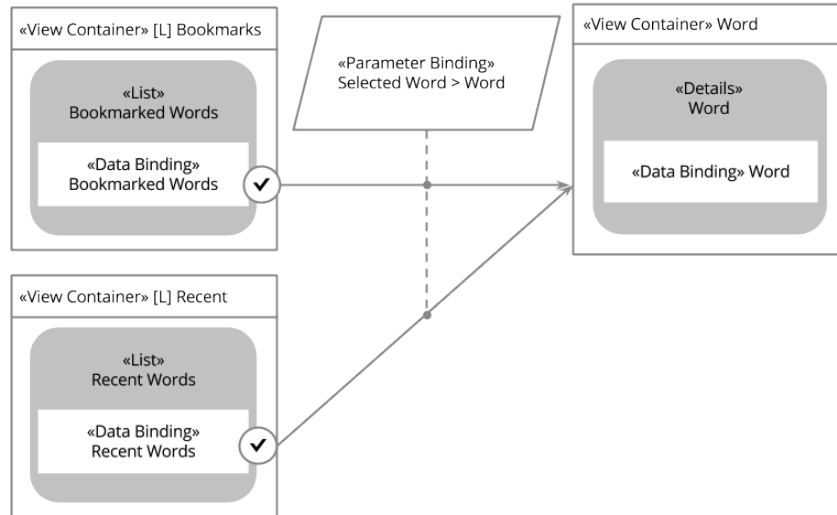 «View Container» [L] Bookmarks
«List»
Bookmarked Words
«Data Binding»
Bookmarked Words
«Parameter Binding»
Selected Word > Word
«View Container» Word
«Details»
Word
«Data Binding» Word
«View Container» [L] Recent
«List»
Recent Words
«Data Binding»
Recent Words